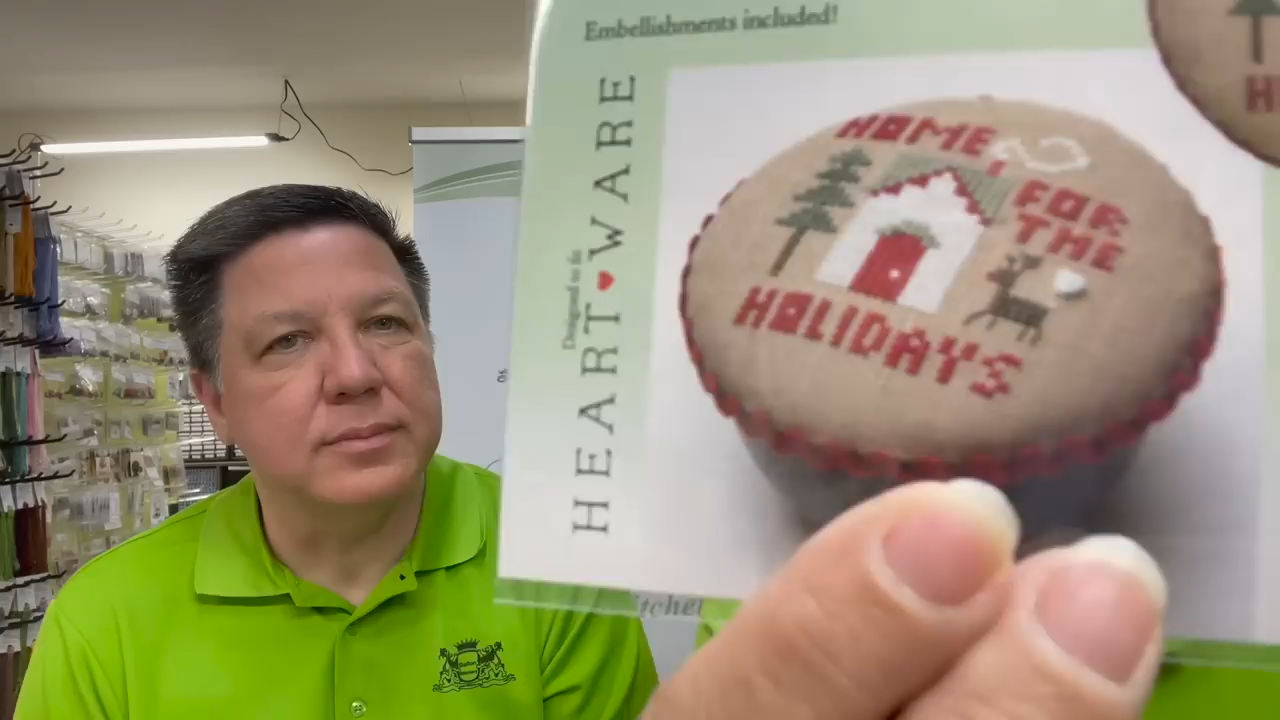 Embellishments included!
Designed to fit
HEART WARE
HOME,
FOR
THE
HOLIDAYS
H